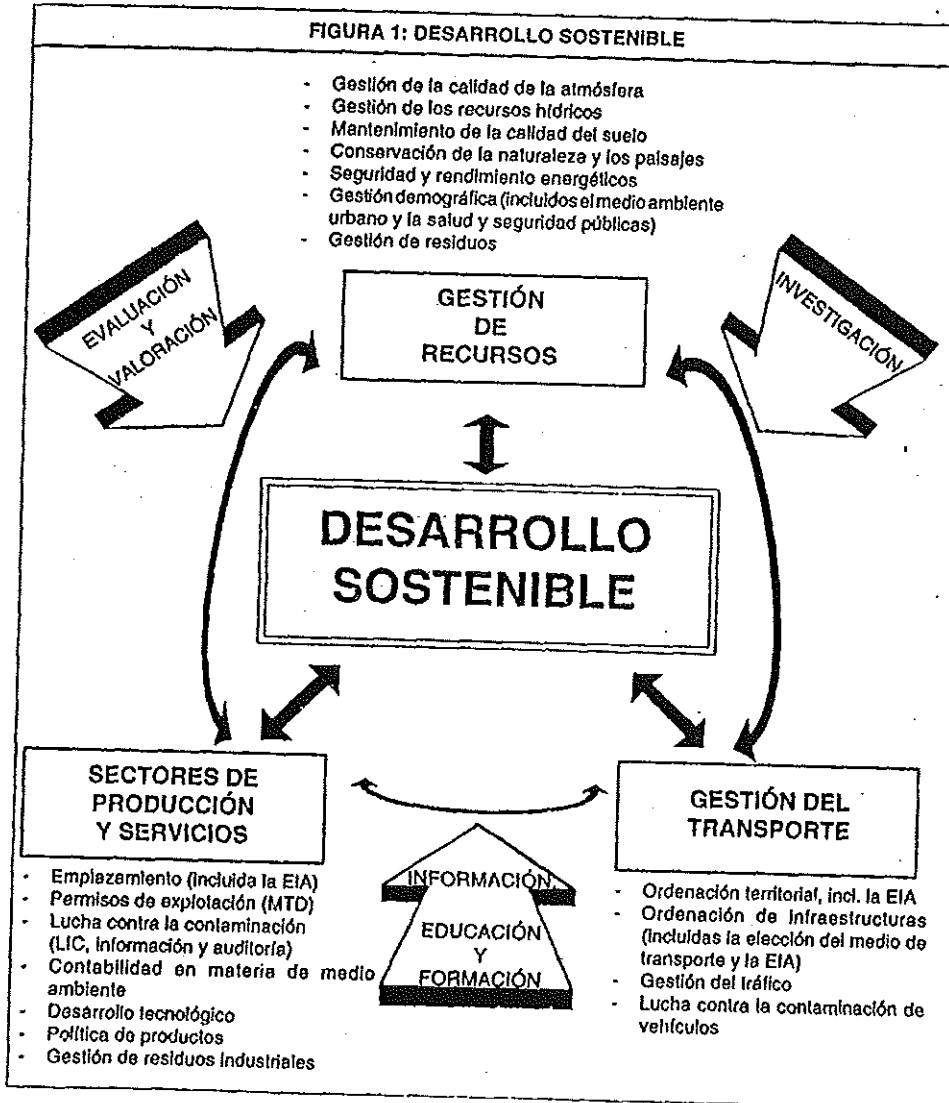 FIGURA 1: DESARROLLO SOSTENIBLE
- Gestión de la calidad de la atmósfera
- Gestión de los recursos hídricos
- Mantenimiento de la calidad del suelo
- Conservación de la naturaleza y los paisajes
- Seguridad y rendimiento energéticos
- Gestión demográfica (incluidos el medio ambiente
urbano y la salud y seguridad públicas)
- Gestión de residuos
EVALUACIÓN
Y
VALORACIÓN
GESTIÓN
DE
RECURSOS
INVESTIGACIÓN
DESARROLLO
SOSTENIBLE
SECTORES DE
PRODUCCIÓN
Y SERVICIOS
- Emplazamiento (incluida la EIA)
- Permisos de explotación (MTD)
- Lucha contra la contaminación
(LIC, información y auditoría)
- Contabilidad en materia de medio
ambiente
- Desarrollo tecnológico
- Política de productos
- Gestión de residuos industriales
INFORMACIÓN,
EDUCACIÓN
Y
FORMACIÓN
GESTIÓN DEL
TRANSPORTE
- Ordenación territorial, incl. la EIA
- Ordenación de infraestructuras
(incluidas la elección del medio de
transporte y la EIA)
- Gestión del tráfico
- Lucha contra la contaminación de
vehículos